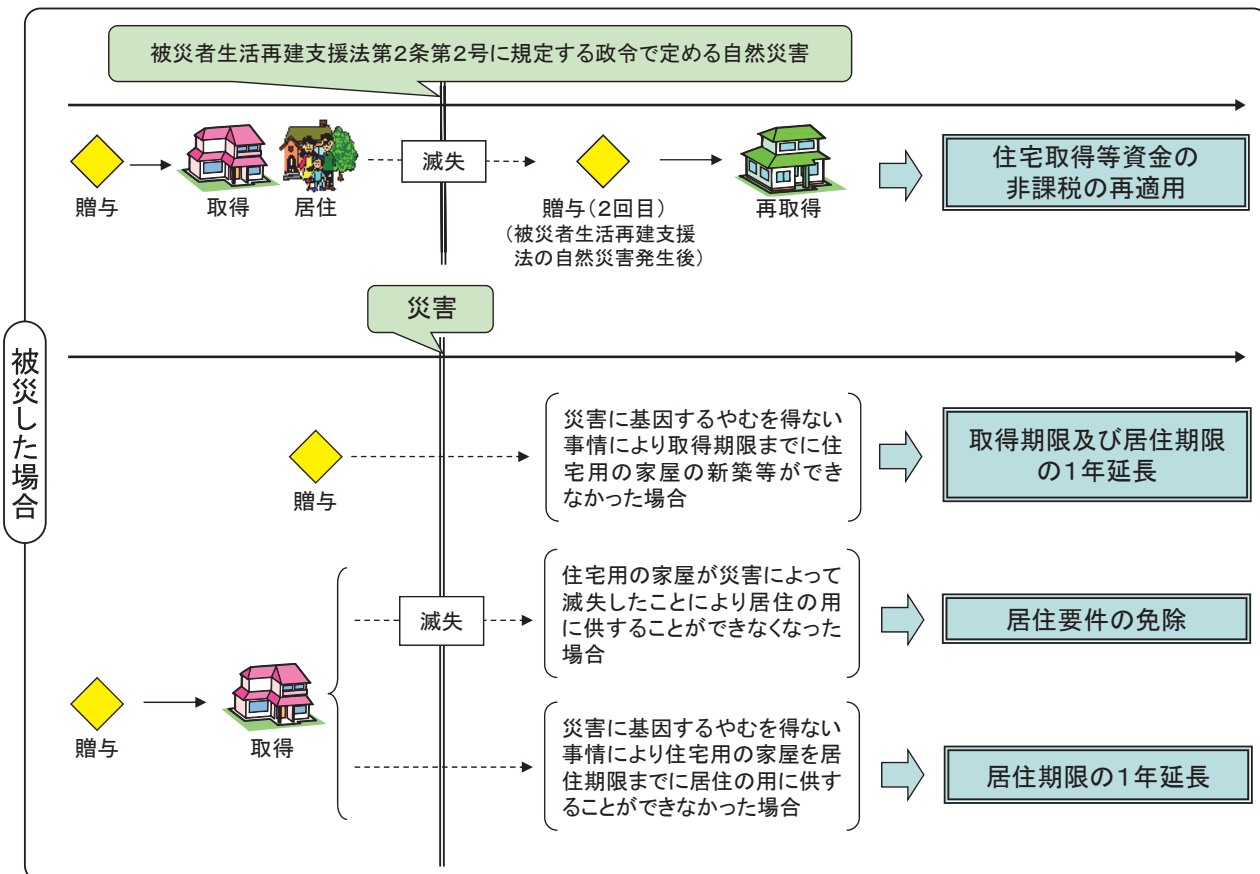 被災者生活再建支援法第2条第2号に規定する政令で定める自然災害
贈与
取得
居住
滅失
贈与(2回目)
(被災者生活再建支援
法の自然災害発生後)
再取得
住宅取得等資金の
非課税の再適用
被災した場合
災害
贈与
災害に基因するやむを得ない
事情により取得期限までに住
宅用の家屋の新築等ができ
なかった場合
取得期限及び居住期限
の1年延長
贈与
取得
滅失
住宅用の家屋が災害によって
滅失したことにより居住の用
に供することができなくなった
場合
居住要件の免除
災害に基因するやむを得ない
事情により住宅用の家屋を居
住期限までに居住の用に供す
ることができなかった場合
居住期限の1年延長